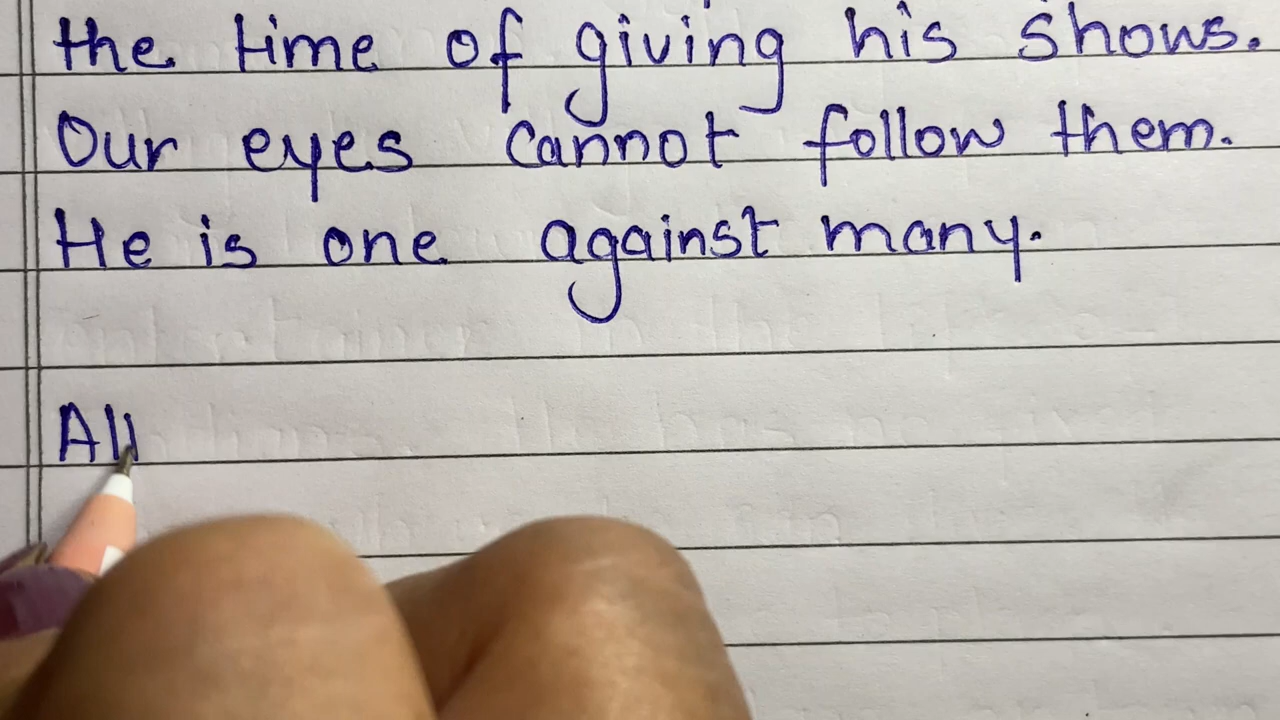 the time of giving his shows.
Our eyes cannot follow them.
He is one against many.
All